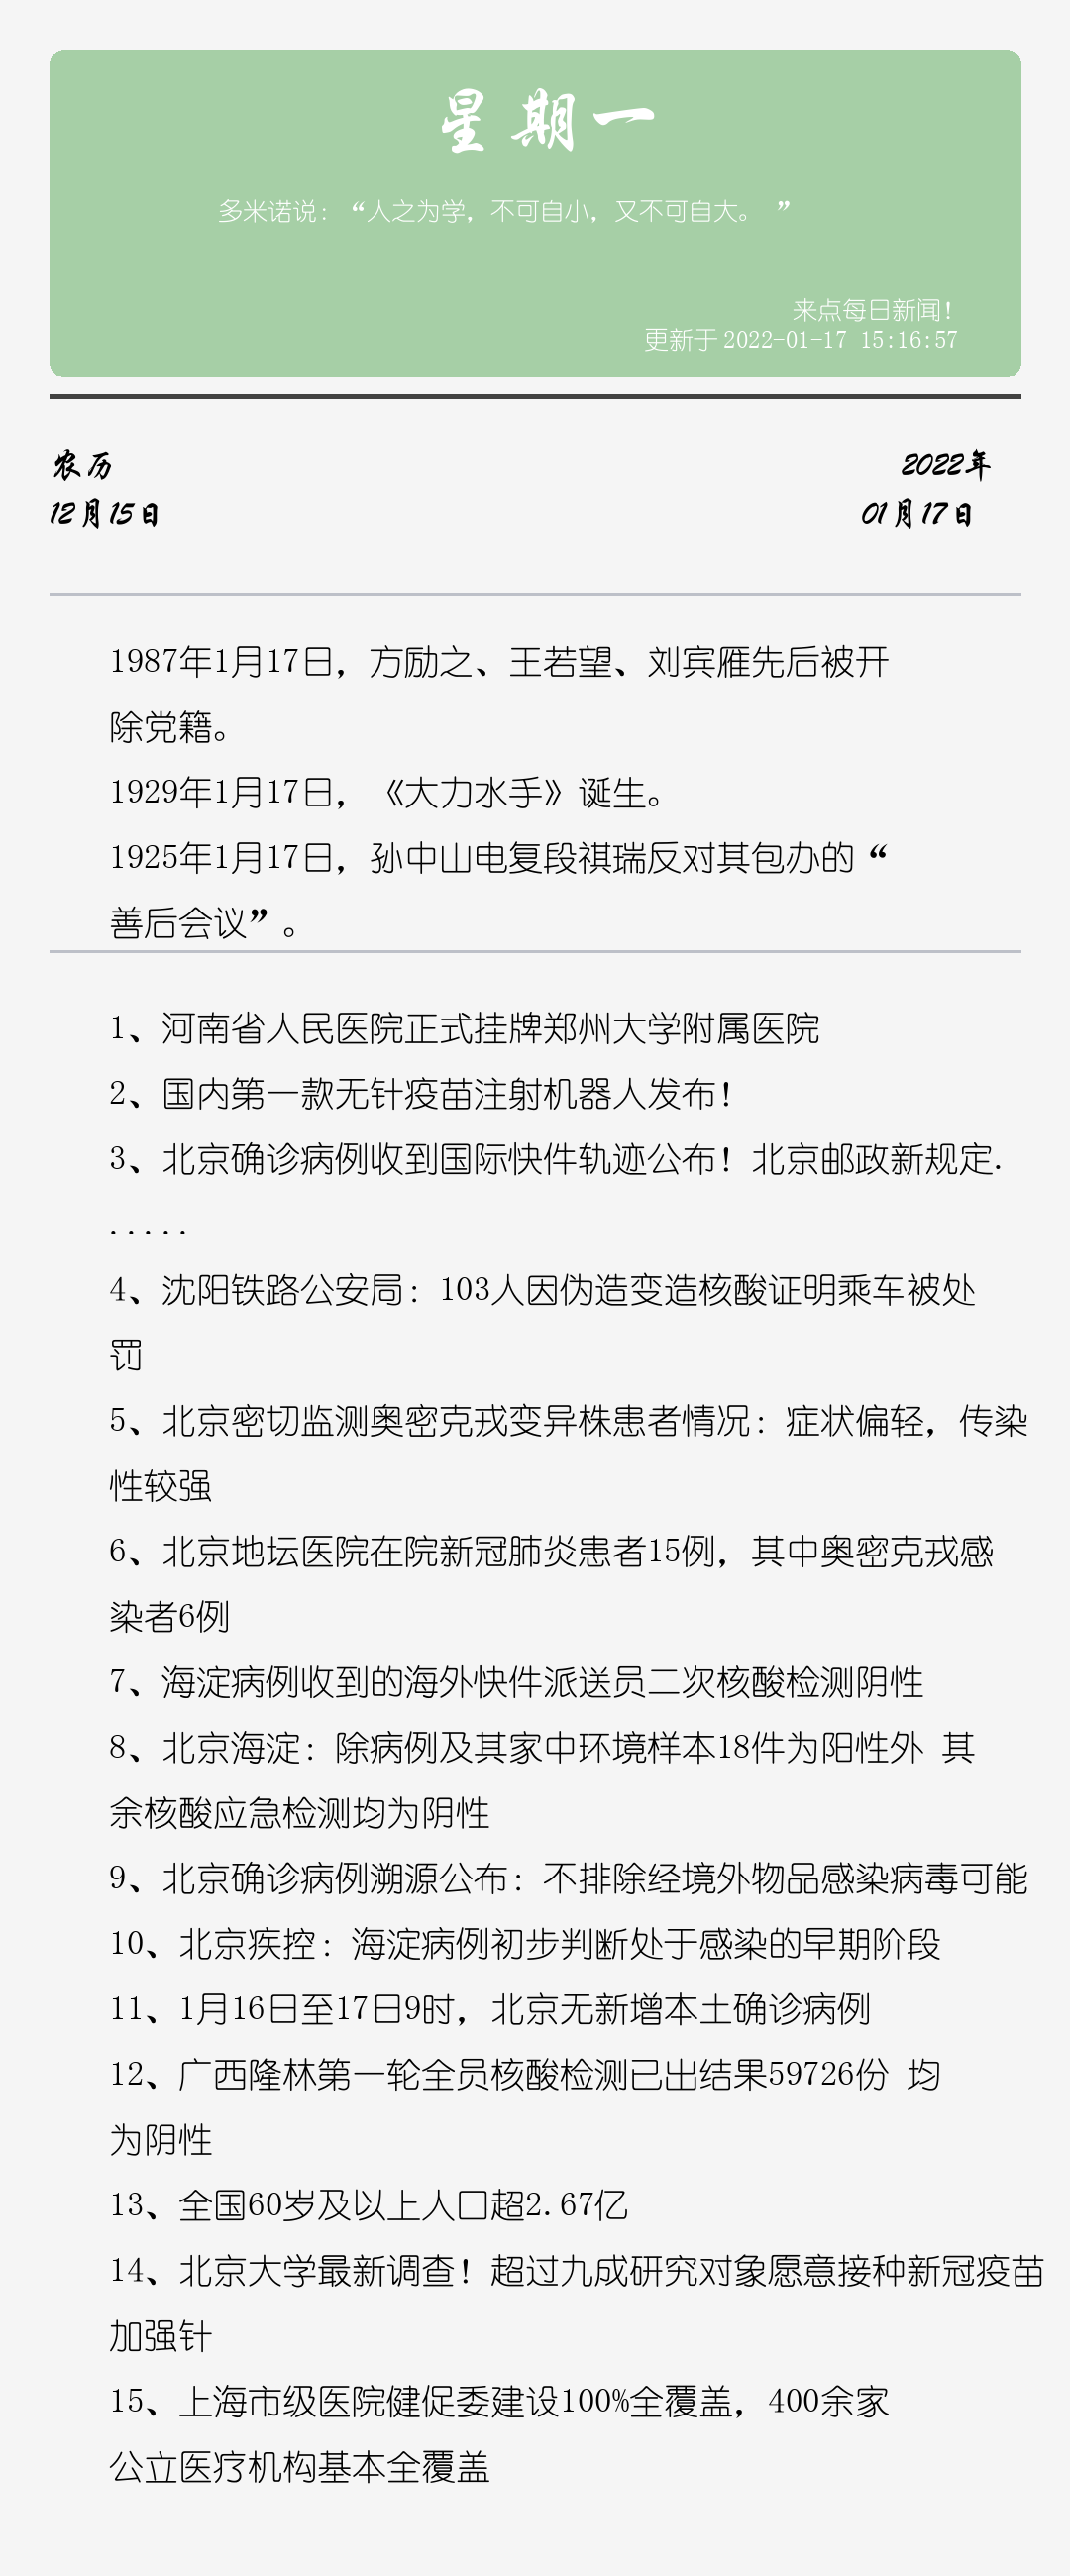 星期一
多米诺说：“人之为学，不可自小，又不可自大。 ”
来点每日新闻！
更新于 2022-01-17 15:16:57
农历
12月15日
2022年
01月17日
1987年1月17日，方励之、王若望、刘宾雁先后被开
除党籍。
1929年1月17日，《大力水手》诞生。
1925年1月17日，孙中山电复段祺瑞反对其包办的“
善后会议”。
1、河南省人民医院正式挂牌郑州大学附属医院
2、国内第一款无针疫苗注射机器人发布！
3、北京确诊病例收到国际快件轨迹公布！北京邮政新规定.
.....
4、沈阳铁路公安局：103人因伪造变造核酸证明乘车被处
罚
5、北京密切监测奥密克戎变异株患者情况：症状偏轻，传染
性较强
6、北京地坛医院在院新冠肺炎患者15例，其中奥密克戎感
染者6例
7、海淀病例收到的海外快件派送员二次核酸检测阴性
8、北京海淀：除病例及其家中环境样本18件为阳性外 其
余核酸应急检测均为阴性
9、北京确诊病例溯源公布：不排除经境外物品感染病毒可能
10、北京疾控：海淀病例初步判断处于感染的早期阶段
11、1月16日至17日9时，北京无新增本土确诊病例
12、广西隆林第一轮全员核酸检测已出结果59726份 均
为阴性
13、全国60岁及以上人口超2.67亿
14、北京大学最新调查！超过九成研究对象愿意接种新冠疫苗
加强针
15、上海市级医院健促委建设100%全覆盖，400余家
公立医疗机构基本全覆盖